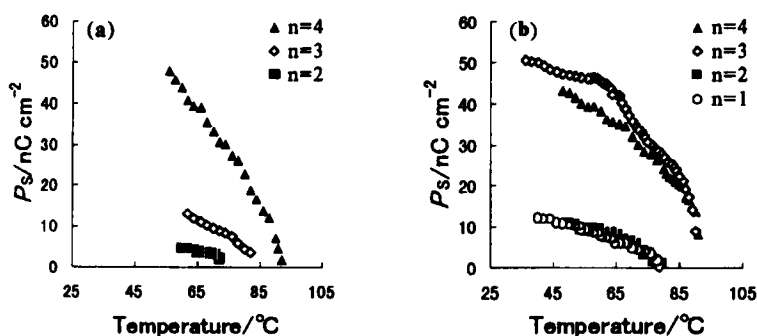 (a)
▲ n=4
◇ n=3
■ n=2
60
50
40
30
20
10
0
Ps/nC cm⁻²
25 45 65 85 105
Temperature/°C
(b)
▲ n=4
◇ n=3
■ n=2
○ n=1
60
50
40
30
20
10
0
Ps/nC cm⁻²
25 45 65 85 105
Temperature/°C